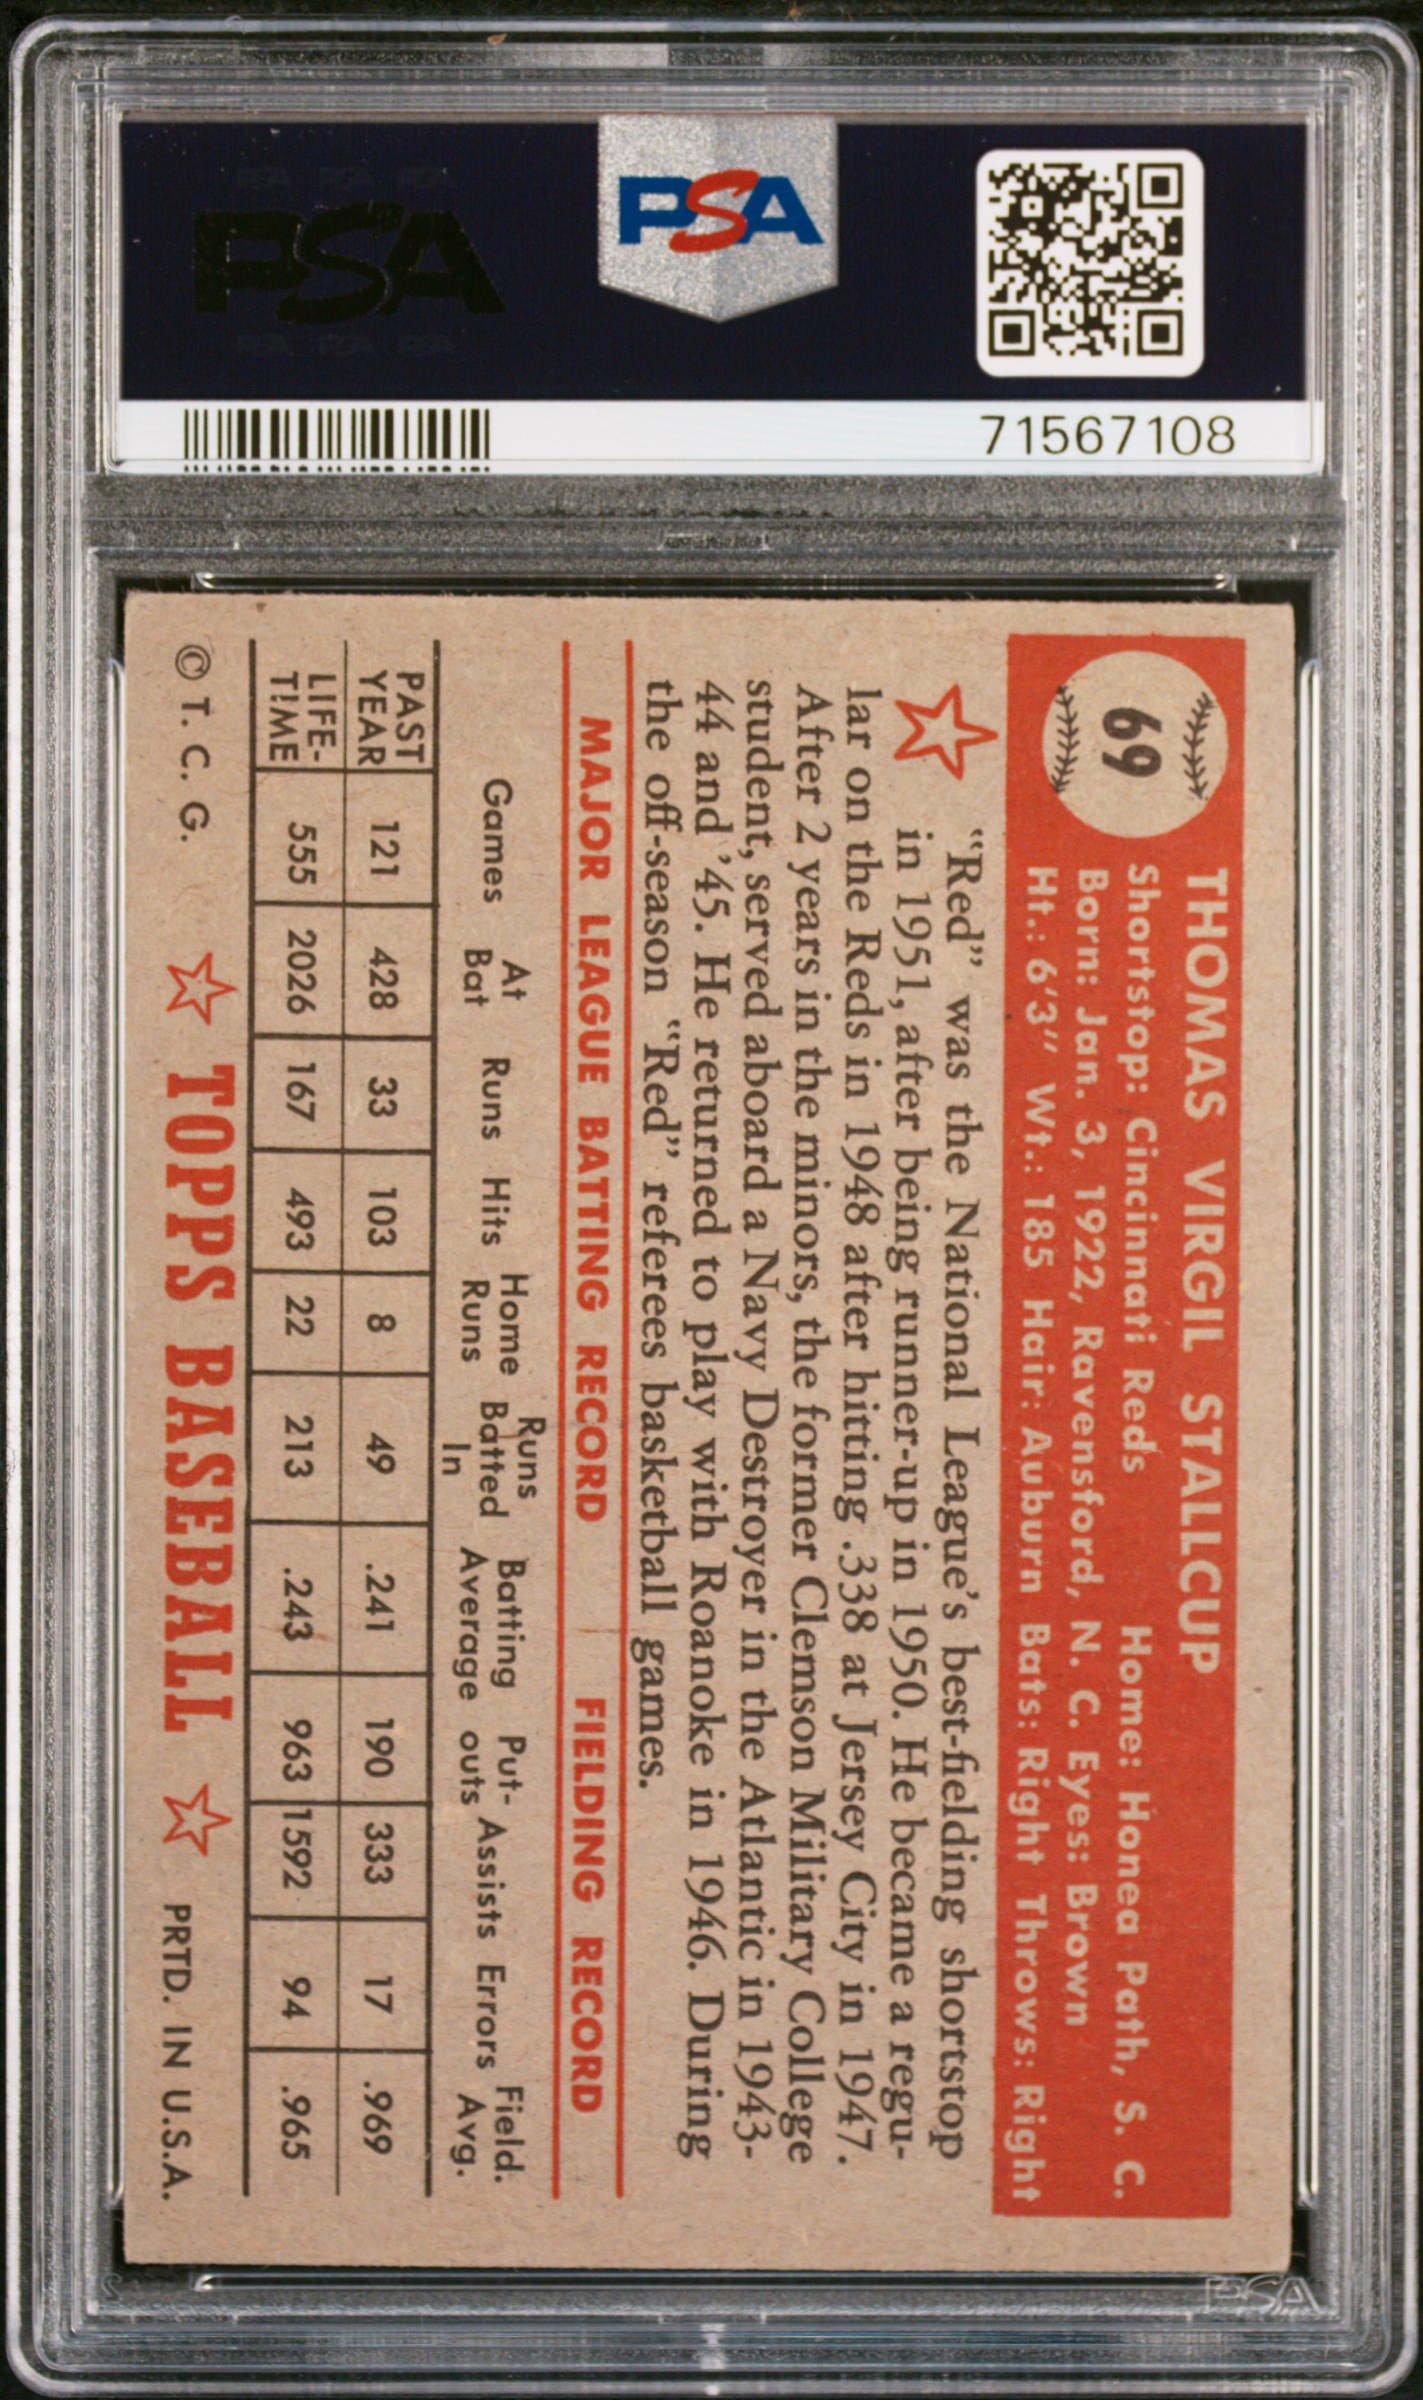 PSA PSA PSA
PSA
PSA PSA PSA
PSA
71567108
69
THOMAS VIRGIL STALLCUP
Shortstop: Cincinnati Reds Home: Honea Path, S. C.
Born: Jan. 3, 1922, Ravensford, N. C. Eyes: Brown
Ht.: 6'3" Wt.: 185 Hair: Auburn Bats: Right Throws: Right
"Red" was the National League's best-fielding shortstop
in 1951, after being runner-up in 1950. He became a regu-
lar on the Reds in 1948 after hitting .338 at Jersey City in 1947.
After 2 years in the minors, the former Clemson Military College
student, served aboard a Navy Destroyer in the Atlantic in 1943-
44 and '45. He returned to play with Roanoke in 1946. During
the off-season "Red" referees basketball games.
MAJOR LEAGUE BATTING RECORD FIELDING RECORD
Games At Bat Runs Hits Home Runs Runs Batted In Batting Average Put-outs Assists Errors Field. Avg.
PAST YEAR 121 428 33 103 8 49 .241 190 333 17 .969
LIFE-TIME 555 2026 167 493 22 213 .243 963 1592 94 .965
© T. C. G. TOPPS BASEBALL PRTD. IN U.S.A.
PSA